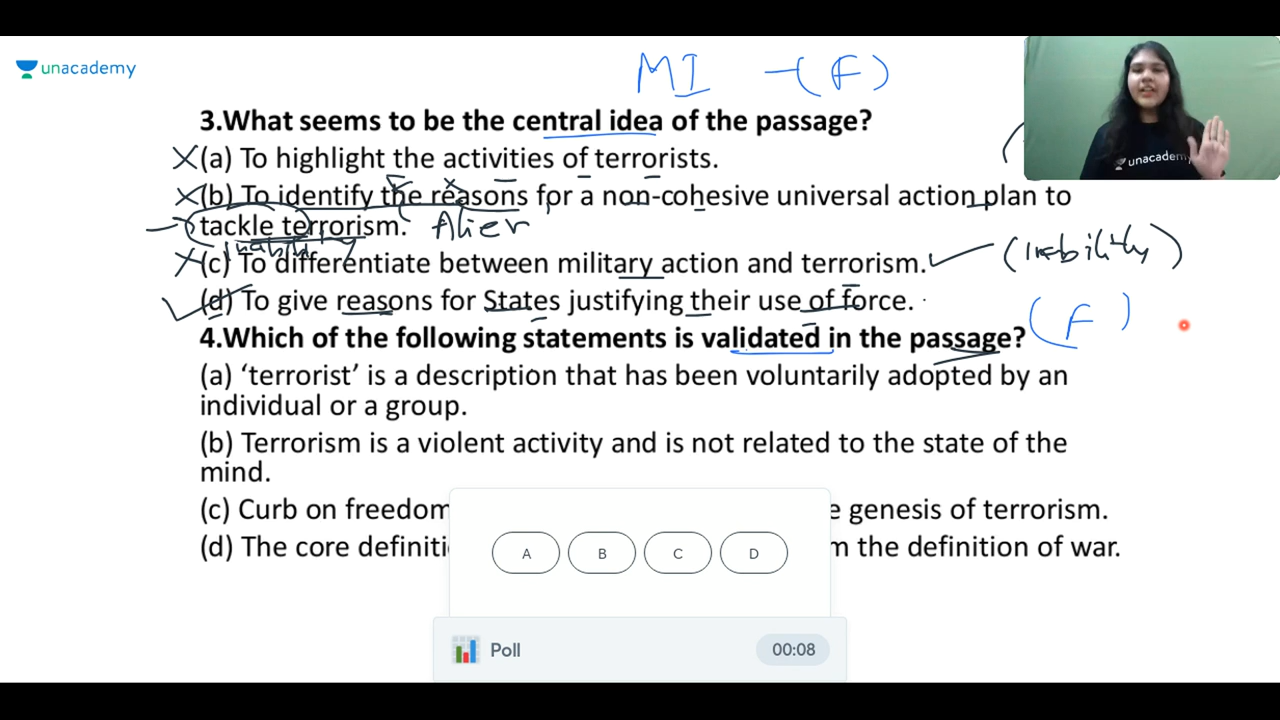 unacademy
MI -(F)
3.What seems to be the central idea of the passage?
(a) To highlight the activities of terrorists.
(b) To identify the reasons for a non-cohesive universal action plan to
tackle terrorism.
(c) To differentiate between military action and terrorism.
(Inability)
(d) To give reasons for States justifying their use of force.
(F)
4.Which of the following statements is validated in the passage?
(a) ‘terrorist’ is a description that has been voluntarily adopted by an
individual or a group.
(b) Terrorism is a violent activity and is not related to the state of the
mind.
(c) Curb on freedom
genesis of terrorism.
(d) The core
the definition of war.
A B C D
Poll 00:08
unacademy